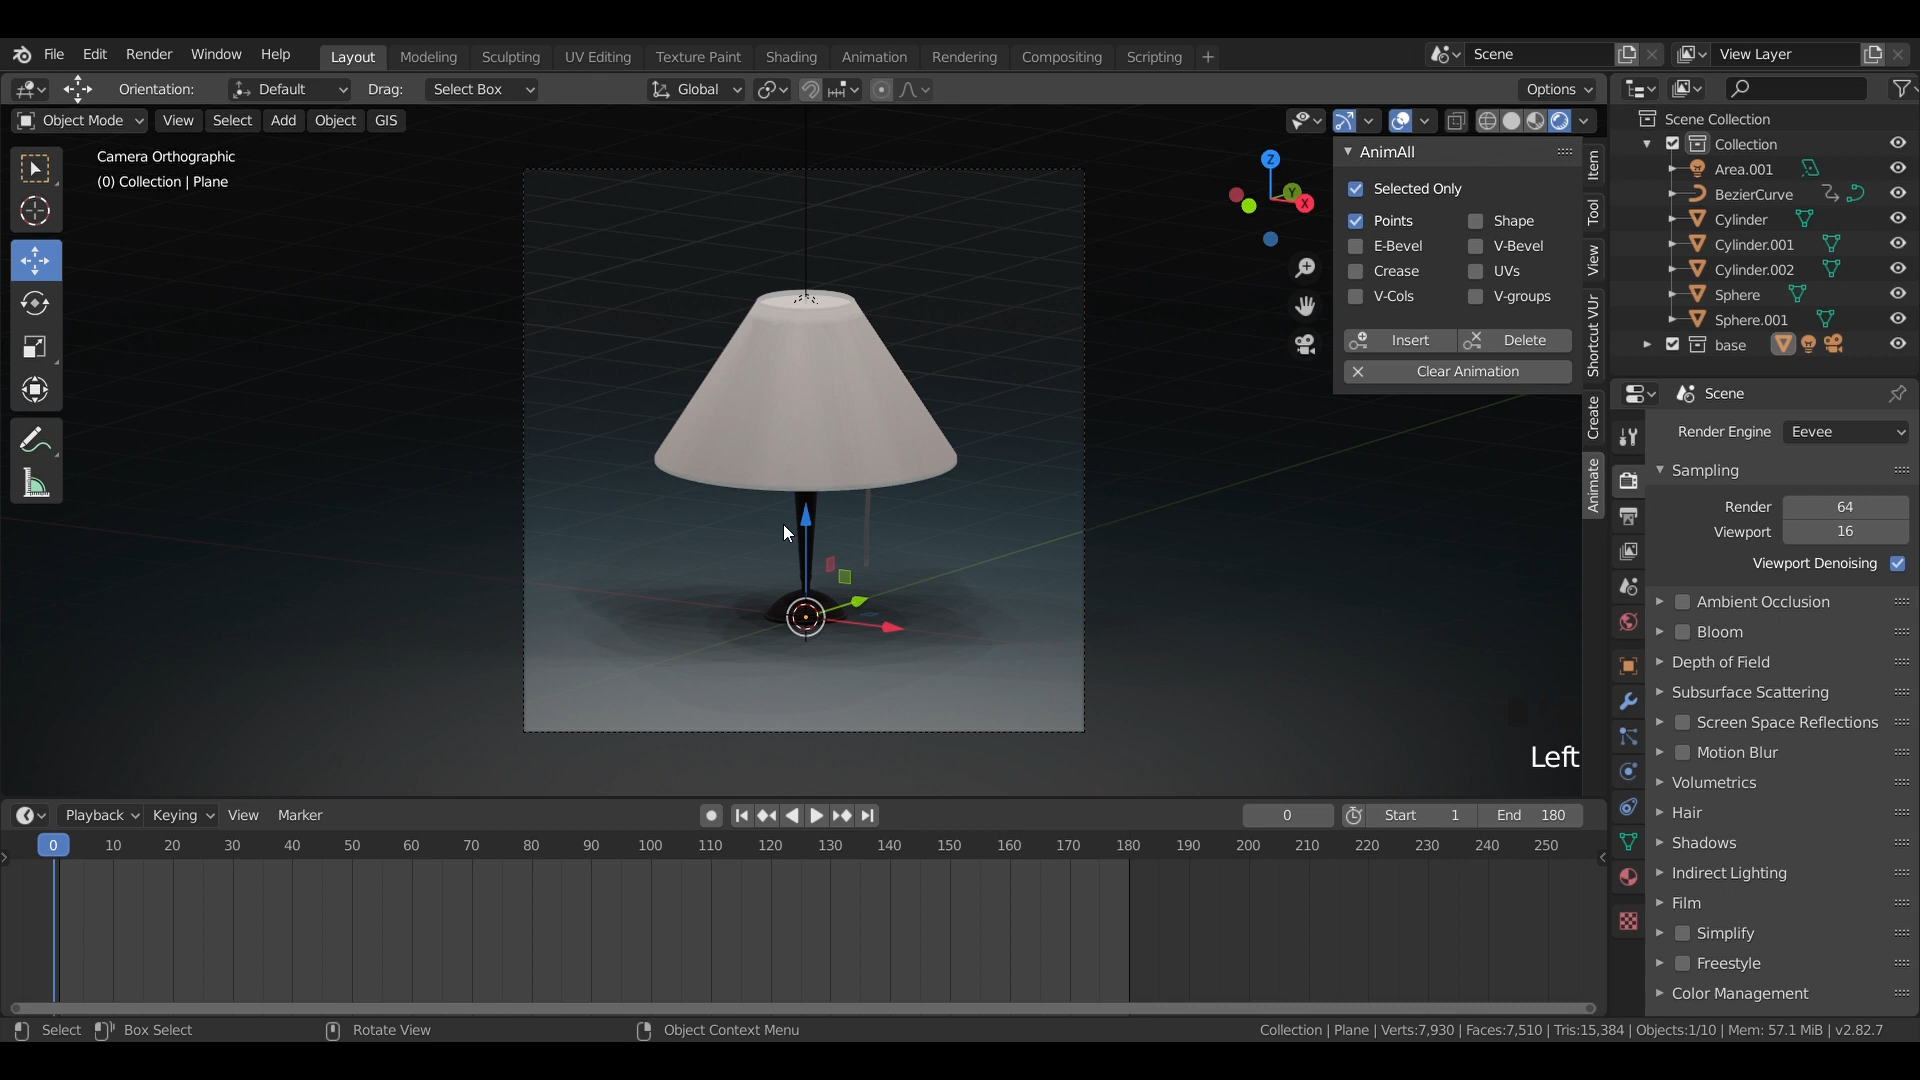 File Edit Render Window Help Layout Modeling Sculpting UV Editing Texture Paint Shading Animation Rendering Compositing Scripting + Scene View Layer
Orientation: Default Drag: Select Box Global Options
Object Mode View Select Add Object GIS
Camera Orthographic
(0) Collection | Plane
Z
Y
X
AnimAll
Selected Only
Points Shape
E-Bevel V-Bevel
Crease UVs
V-Cols V-groups
Insert Delete
Clear Animation
Item
Tool
View
Shortcut VUr
Create
Animate
Scene Collection
Collection
Area.001
BezierCurve
Cylinder
Cylinder.001
Cylinder.002
Sphere
Sphere.001
base
Scene
Render Engine Eevee
Sampling
Render 64
Viewport 16
Viewport Denoising
Ambient Occlusion
Bloom
Depth of Field
Subsurface Scattering
Screen Space Reflections
Motion Blur
Volumetrics
Hair
Shadows
Indirect Lighting
Film
Simplify
Freestyle
Color Management
Left
Playback Keying View Marker 0 Start 1 End 180
0 10 20 30 40 50 60 70 80 90 100 110 120 130 140 150 160 170 180 190 200 210 220 230 240 250
Select Box Select Rotate View Object Context Menu Collection | Plane | Verts:7,930 | Faces:7,510 | Tris:15,384 | Objects:1/10 | Mem: 57.1 MiB | v2.82.7